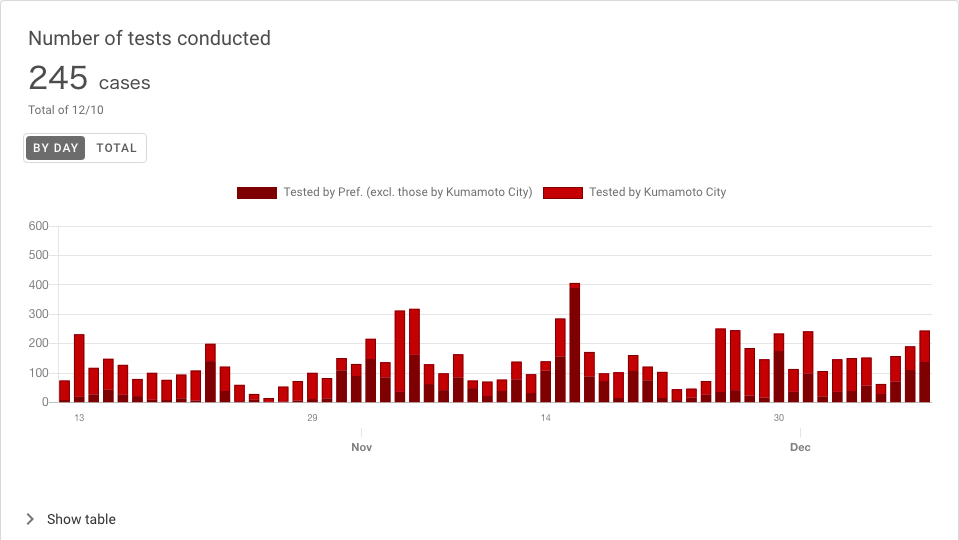 Number of tests conducted
245 cases
Total of 12/10
BY DAY TOTAL
Tested by Pref. (excl. those by Kumamoto City) Tested by Kumamoto City
600
500
400
300
200
100
0
13 29 14 30
Nov Dec
Show table